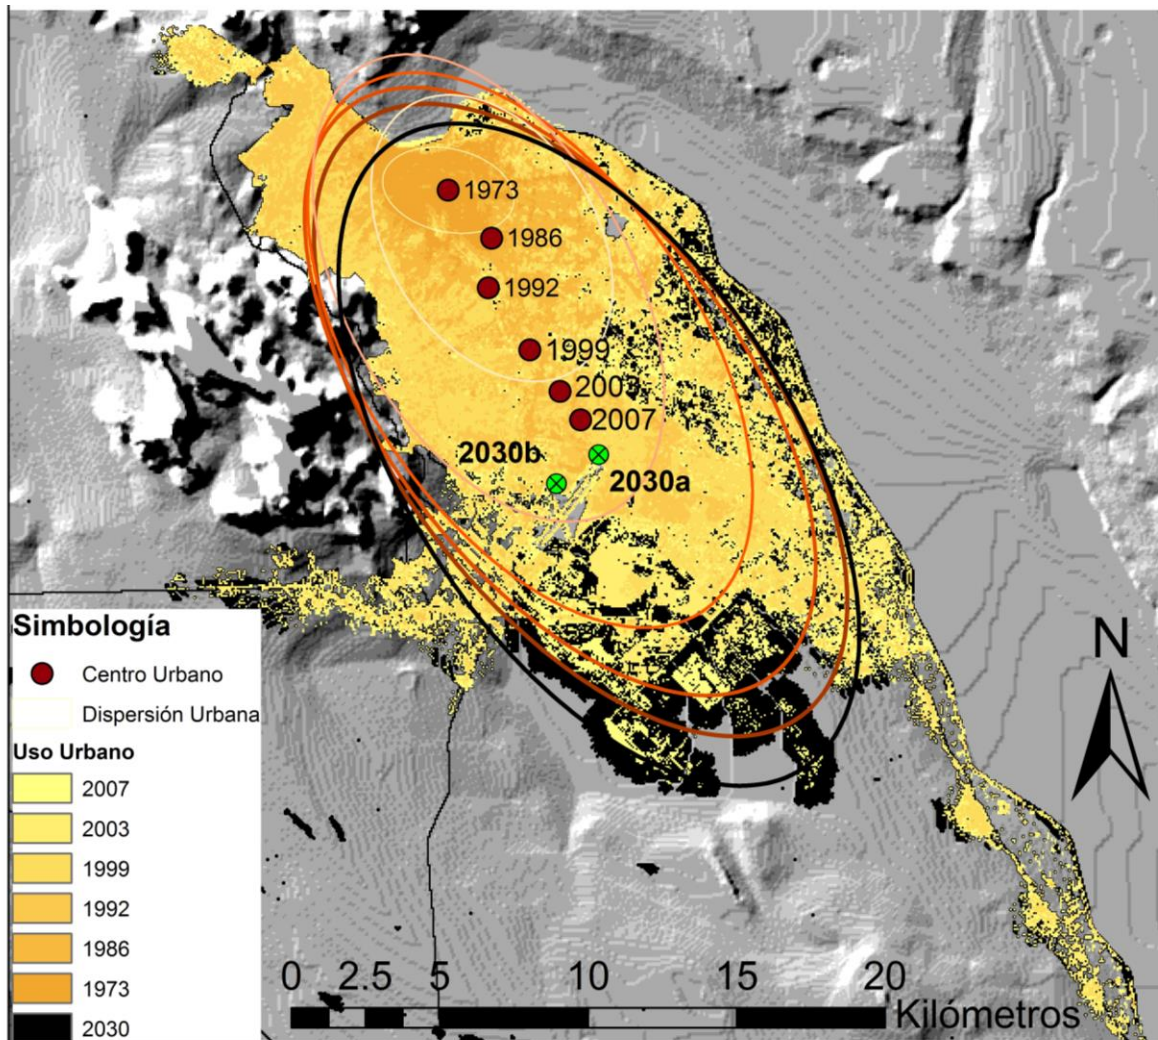 1973
1986
1992
1999
2003
2007
2030b
2030a
N
Simbología
Centro Urbano
Dispersión Urbana
Uso Urbano
2007
2003
1999
1992
1986
1973
2030
0 2.5 5 10 15 20
Kilómetros